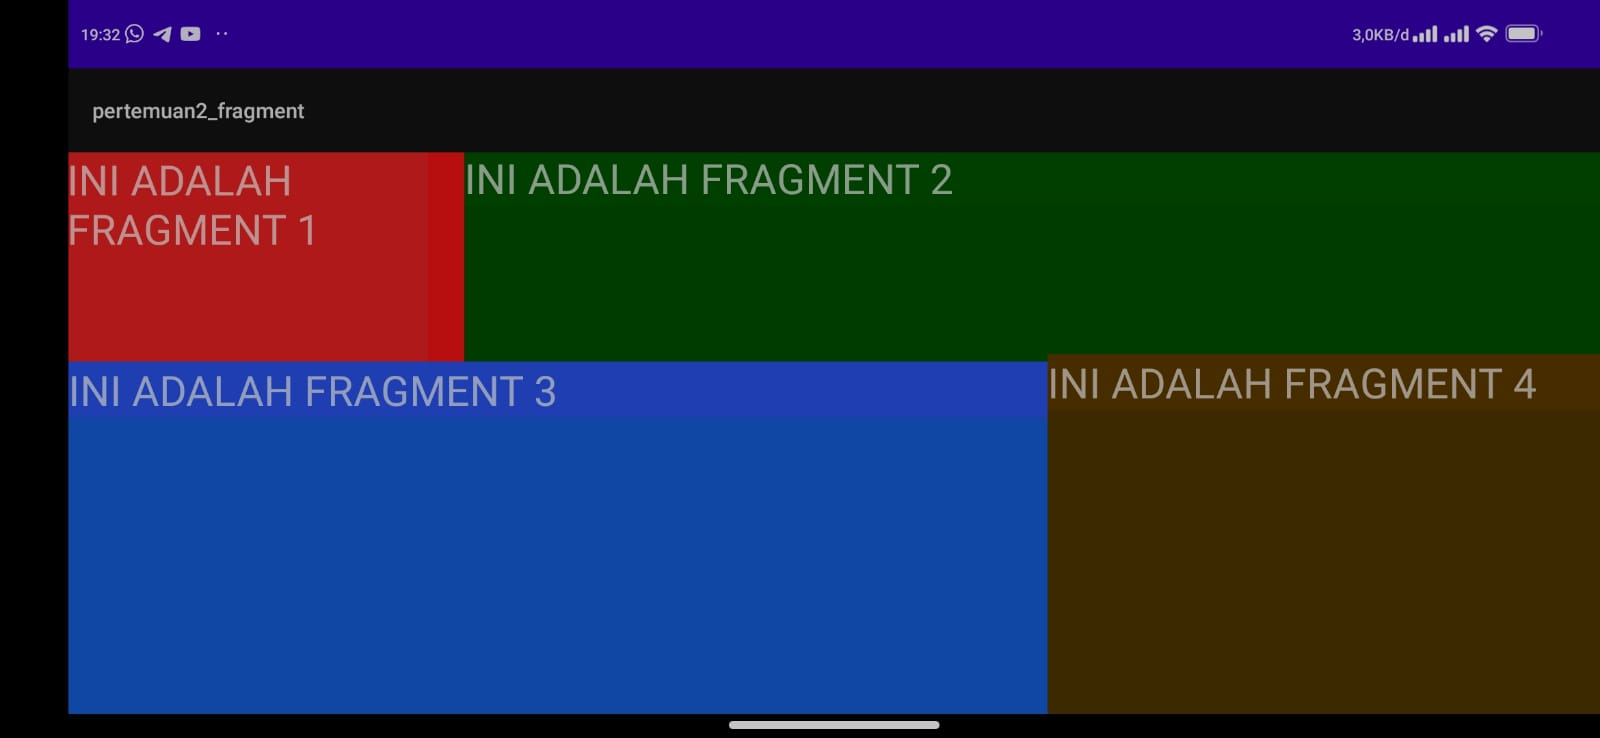 19:32
3,0KB/d
pertemuan2_fragment
INI ADALAH
FRAGMENT 1
INI ADALAH FRAGMENT 2
INI ADALAH FRAGMENT 3
INI ADALAH FRAGMENT 4